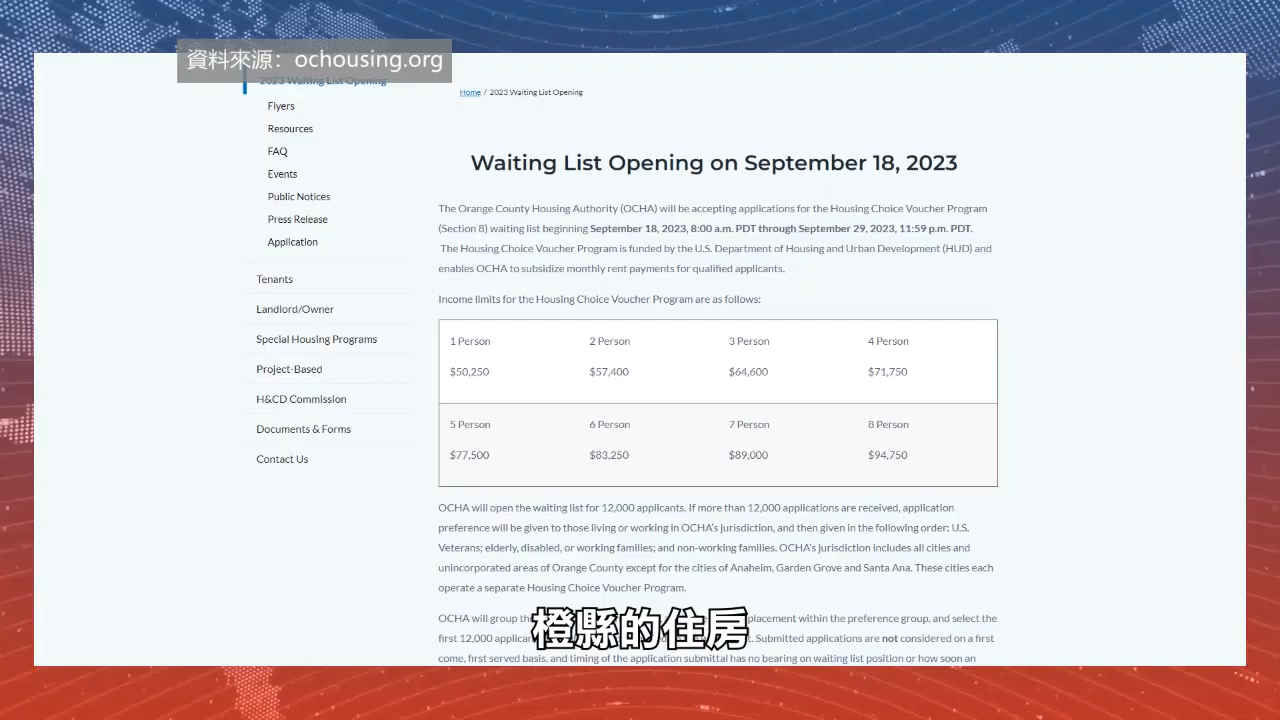 資料來源：ochousing.org
2023 Waiting List Opening
Flyers
Resources
FAQ
Events
Public Notices
Press Release
Application
Tenants
Landlord/Owner
Special Housing Programs
Project-Based
H&CD Commission
Documents & Forms
Contact Us
Home / 2023 Waiting List Opening
Waiting List Opening on September 18, 2023
The Orange County Housing Authority (OCHA) will be accepting applications for the Housing Choice Voucher Program
(Section 8) waiting list beginning September 18, 2023, 8:00 a.m. PDT through September 29, 2023, 11:59 p.m. PDT.
The Housing Choice Voucher Program is funded by the U.S. Department of Housing and Urban Development (HUD) and
enables OCHA to subsidize monthly rent payments for qualified applicants.
Income limits for the Housing Choice Voucher Program are as follows:
1 Person 2 Person 3 Person 4 Person
$50,250 $57,400 $64,600 $71,750
5 Person 6 Person 7 Person 8 Person
$77,500 $83,250 $89,000 $94,750
OCHA will open the waiting list for 12,000 applicants. If more than 12,000 applications are received, application
preference will be given to those living or working in OCHA's jurisdiction, and then given in the following order: U.S.
Veterans; elderly, disabled, or working families; and non-working families. OCHA's jurisdiction includes all cities and
unincorporated areas of Orange County except for the cities of Anaheim, Garden Grove and Santa Ana. These cities each
operate a separate Housing Choice Voucher Program.
OCHA will group placement within the preference group, and select the
first 12,000 Submitted applications are not considered on a first
come, first served basis, and timing of the application submittal has no bearing on waiting list position or how soon an
橙縣的住房